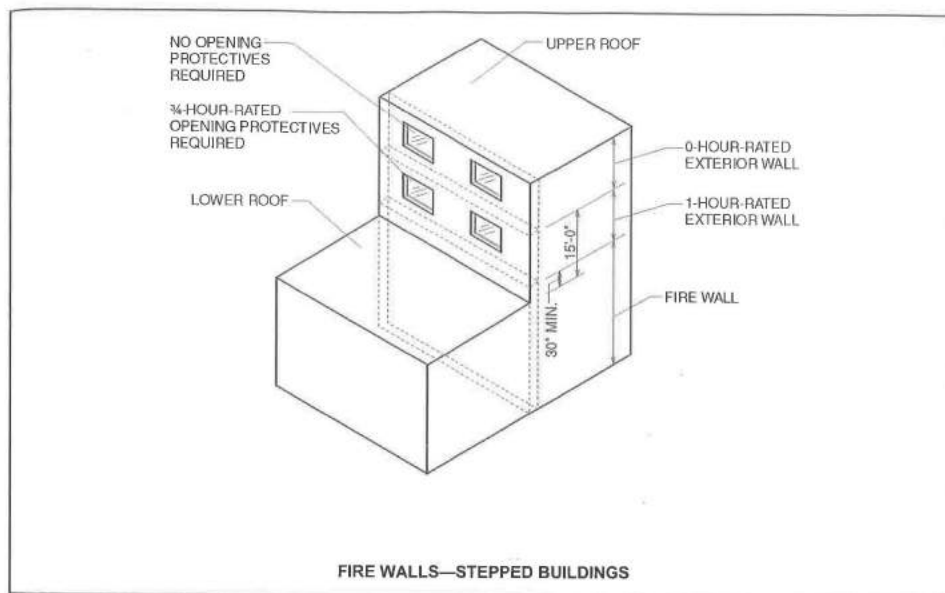 NO OPENING
PROTECTIVES
REQUIRED
¾-HOUR-RATED
OPENING PROTECTIVES
REQUIRED
LOWER ROOF
UPPER ROOF
0-HOUR-RATED
EXTERIOR WALL
1-HOUR-RATED
EXTERIOR WALL
15'-0"
30" MIN.
FIRE WALL
FIRE WALLS—STEPPED BUILDINGS